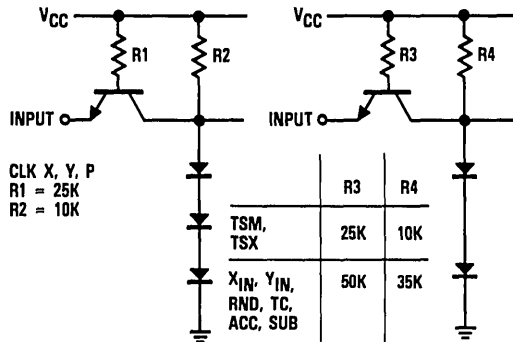 VCC
R1
R2
INPUT
CLK X, Y, P
R1 = 25K
R2 = 10K
VCC
R3
R4
INPUT
R3 R4
TSM, TSX 25K 10K
XIN, YIN, RND, TC, ACC, SUB 50K 35K